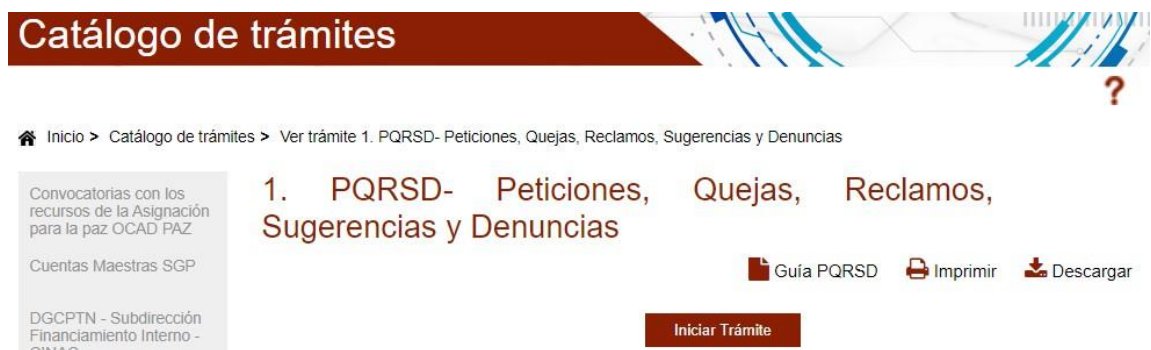 Catálogo de trámites
?
Inicio > Catálogo de trámites > Ver trámite 1. PQRSD- Peticiones, Quejas, Reclamos, Sugerencias y Denuncias
Convocatorias con los
recursos de la Asignación
para la paz OCAD PAZ
Cuentas Maestras SGP
DGCPTN - Subdirección
Financiamiento Interno -
1. PQRSD- Peticiones, Quejas, Reclamos,
Sugerencias y Denuncias
Guía PQRSD Imprimir Descargar
Iniciar Trámite